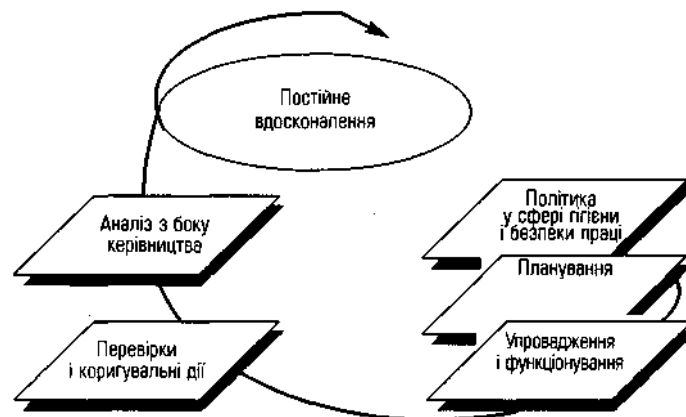 Постійне
вдосконалення
Аналіз з боку
керівництва
Політика
у сфері гігієни
і безпеки праці
Планування
Перевірки
і коригувальні дії
Упровадження
і функціонування